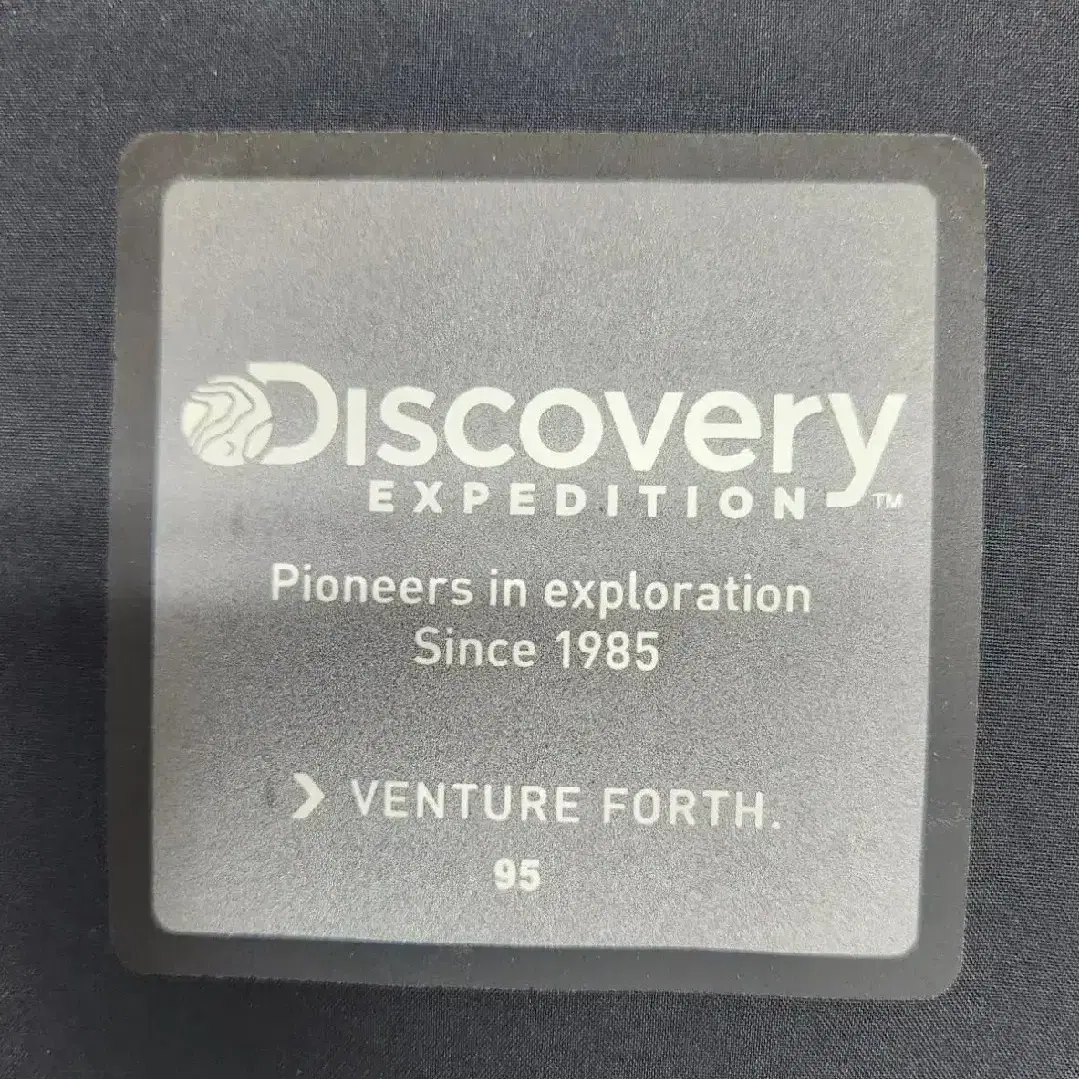 DISCOVERY
EXPEDITION™
Pioneers in exploration
Since 1985
❯ VENTURE FORTH.
95